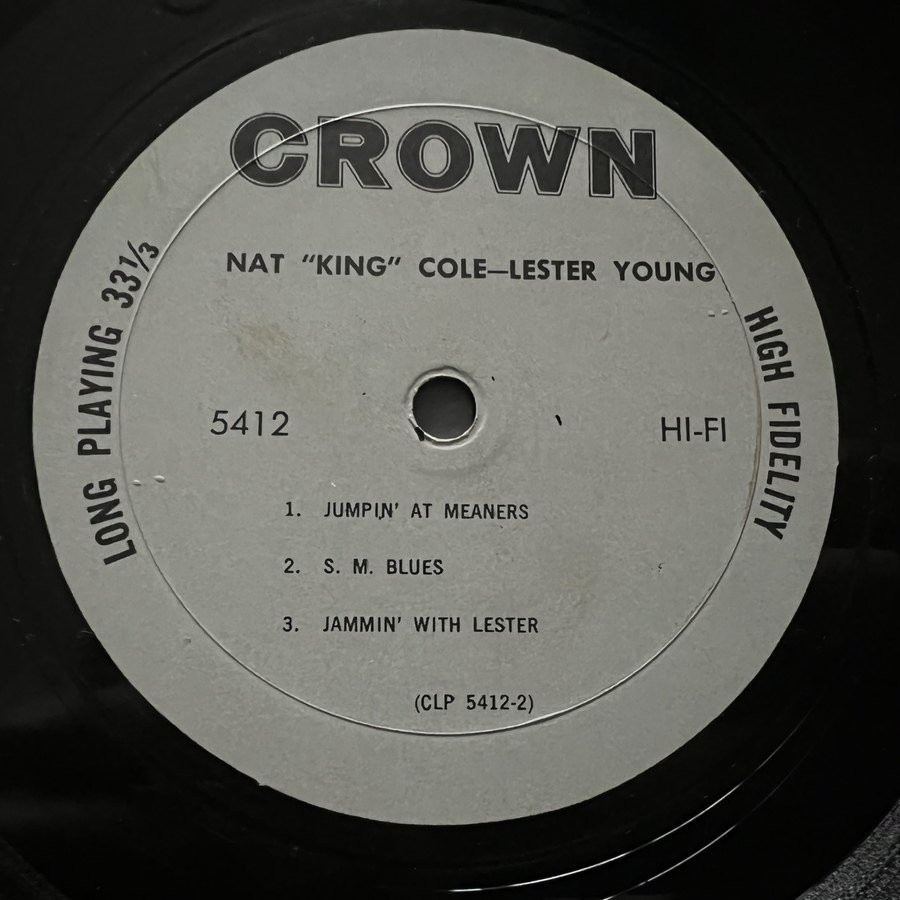 CROWN
NAT "KING" COLE—LESTER YOUNG
LONG PLAYING 33⅓
HIGH FIDELITY
5412
HI-FI
1. JUMPIN' AT MEANERS
2. S. M. BLUES
3. JAMMIN' WITH LESTER
(CLP 5412-2)